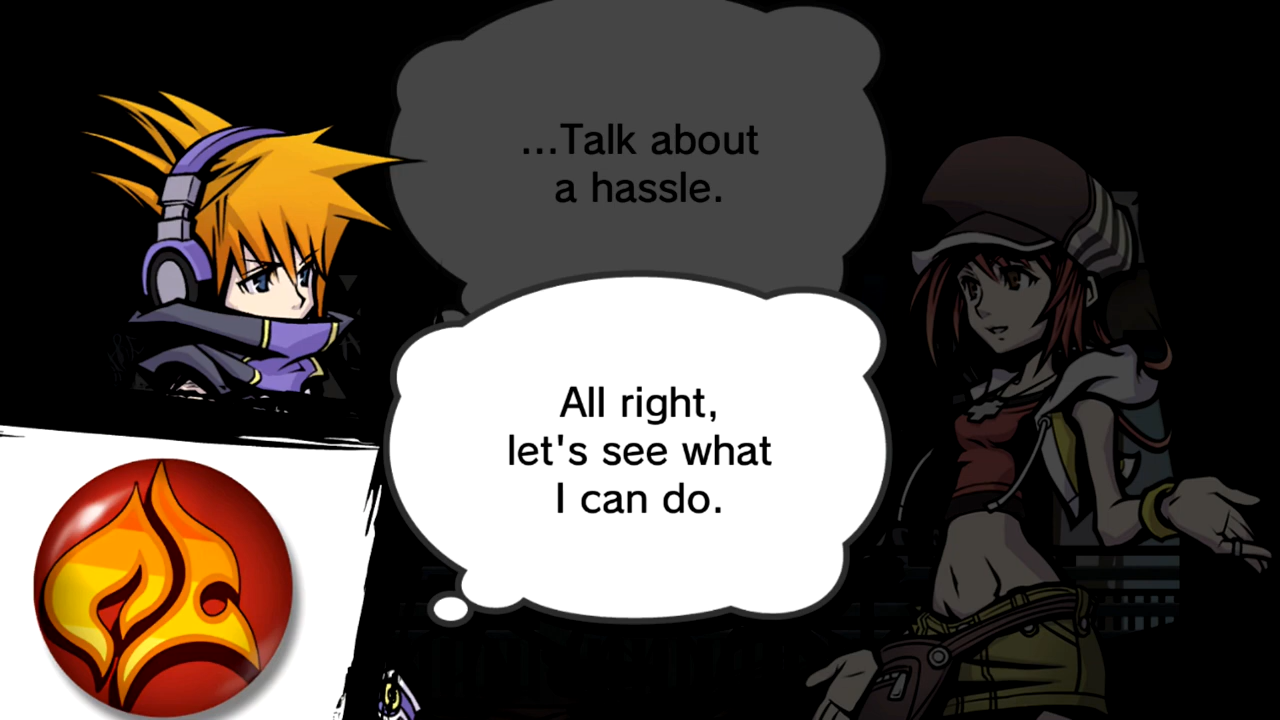 ...Talk about
a hassle.
All right,
let's see what
I can do.